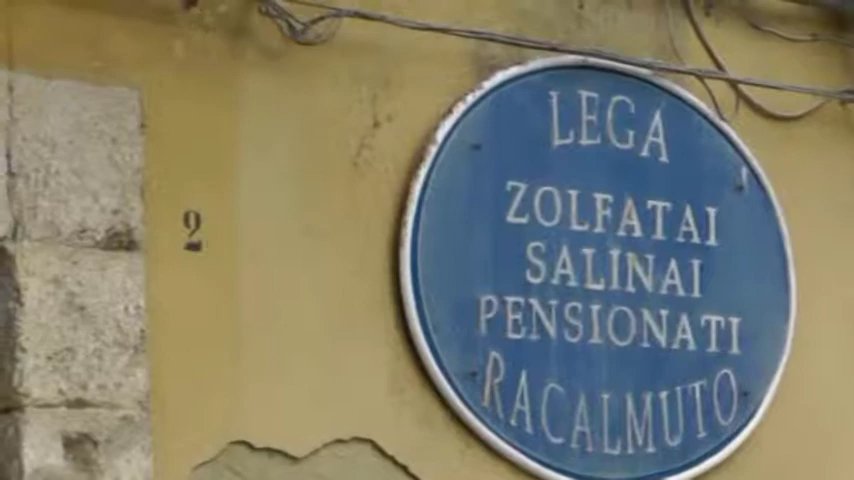 2
LEGA
ZOLFATAI
SALINAI
PENSIONATI
RACALMUTO